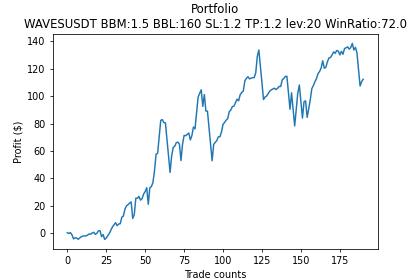 Portfolio
WAVESUSDT BBM:1.5 BBL:160 SL:1.2 TP:1.2 lev:20 WinRatio:72.0
140
120
100
80
60
40
20
0
Profit ($)
0 25 50 75 100 125 150 175
Trade counts